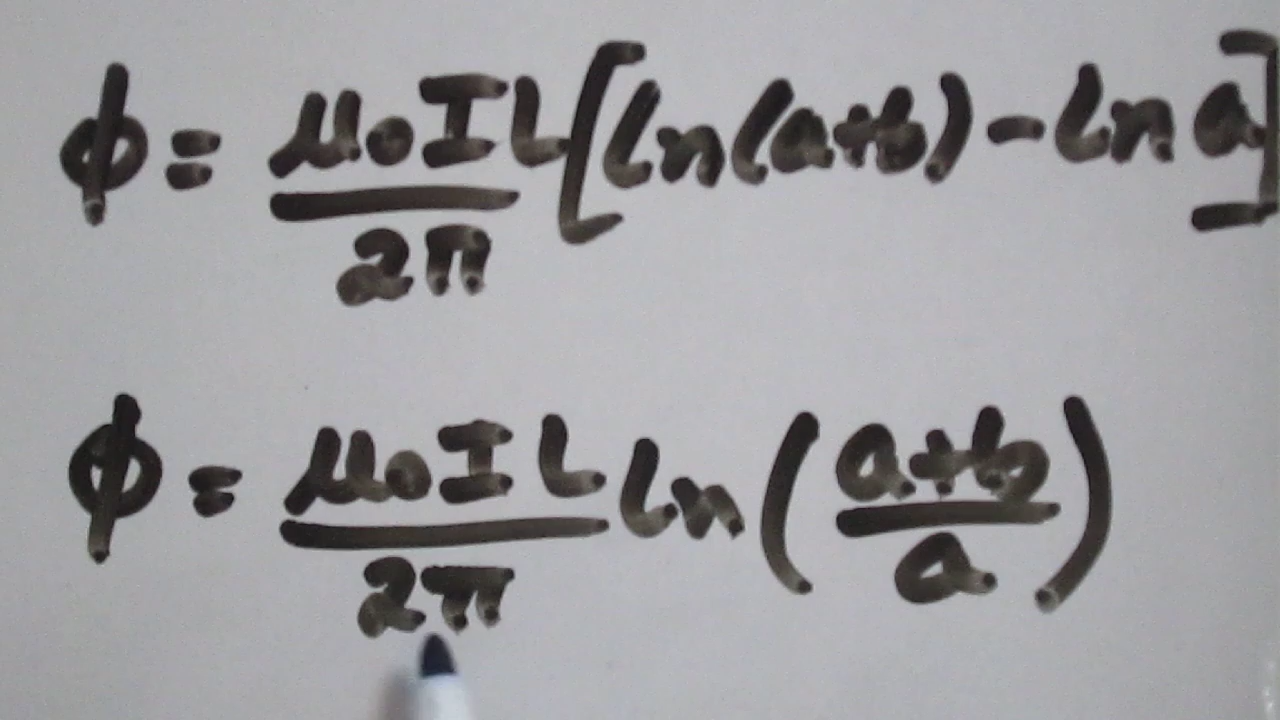 ϕ = μ₀IL/2π [ln(a+b) - ln a]
ϕ = μ₀IL/2π ln((a+b)/a)